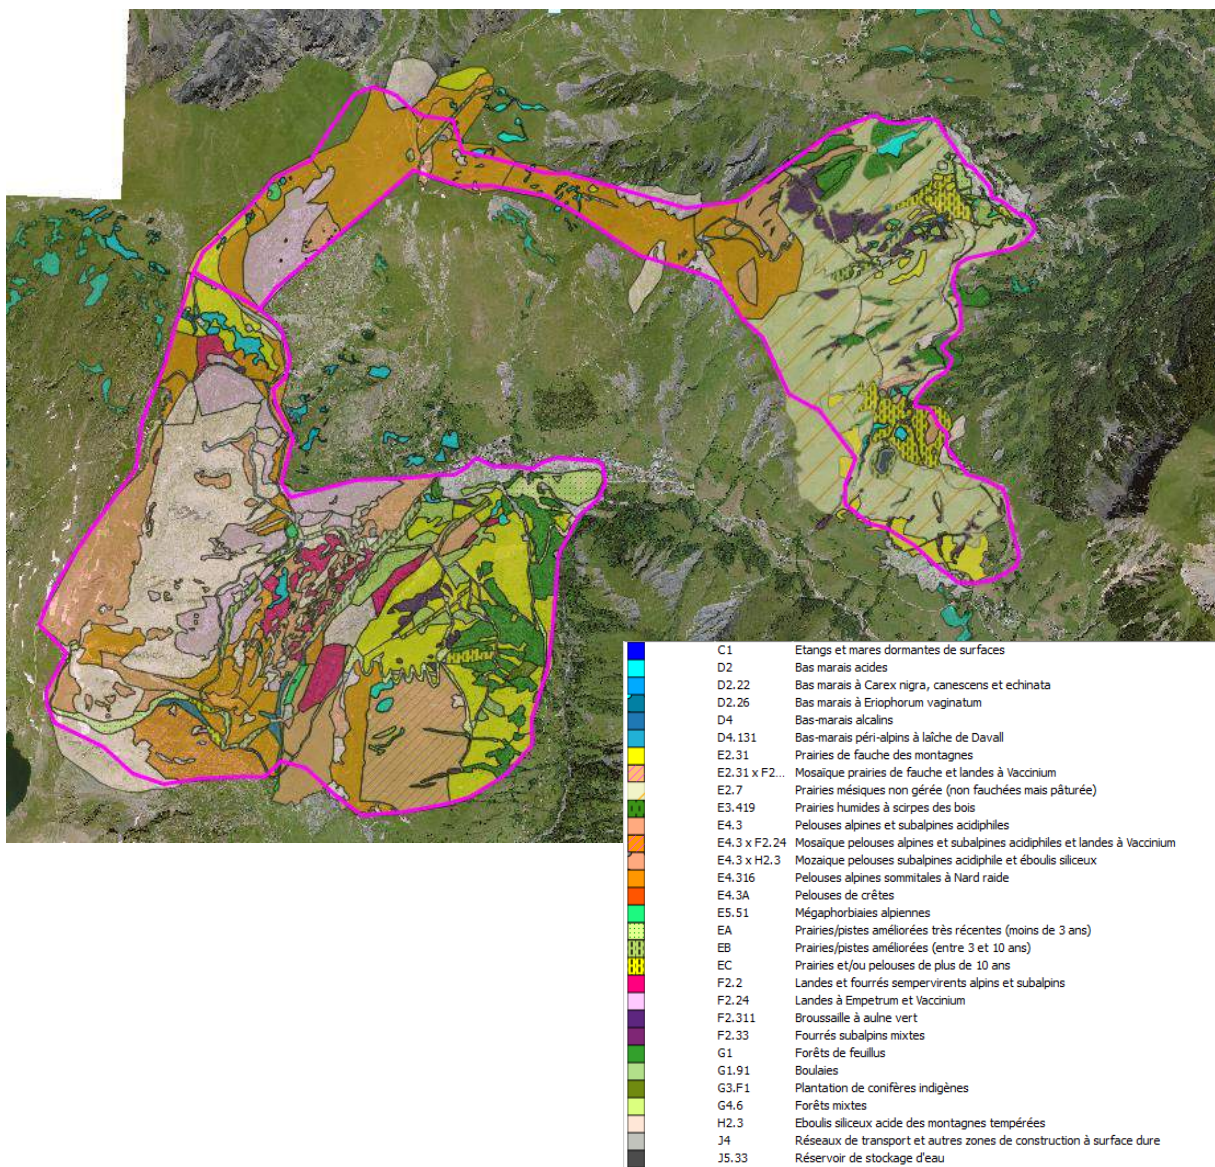 C1 Etangs et mares dormantes de surfaces
D2 Bas marais acides
D2.22 Bas marais à Carex nigra, canescens et echinata
D2.26 Bas marais à Eriophorum vaginatum
D4 Bas-marais alcalins
D4.131 Bas-marais péri-alpins à laîche de Davall
E2.31 Prairies de fauche des montagnes
E2.31 x F2... Mosaïque prairies de fauche et landes à Vaccinium
E2.7 Prairies mésiques non gérée (non fauchées mais pâturée)
E3.419 Prairies humides à scirpes des bois
E4.3 Pelouses alpines et subalpines acidiphiles
E4.3 x F2.24 Mosaïque pelouses alpines et subalpines acidiphiles et landes à Vaccinium
E4.3 x H2.3 Mozaique pelouses subalpines acidiphile et éboulis siliceux
E4.316 Pelouses alpines sommitales à Nard raide
E4.3A Pelouses de crêtes
E5.51 Mégaphorbiaies alpiennes
EA Prairies/pistes améliorées très récentes (moins de 3 ans)
EB Prairies/pistes améliorées (entre 3 et 10 ans)
EC Prairies et/ou pelouses de plus de 10 ans
F2.2 Landes et fourrés sempervirents alpins et subalpins
F2.24 Landes à Empetrum et Vaccinium
F2.311 Broussaille à aulne vert
F2.33 Fourrés subalpins mixtes
G1 Forêts de feuillus
G1.91 Boulaies
G3.F1 Plantation de conifères indigènes
G4.6 Forêts mixtes
H2.3 Eboulis siliceux acide des montagnes tempérées
J4 Réseaux de transport et autres zones de construction à surface dure
J5.33 Réservoir de stockage d'eau